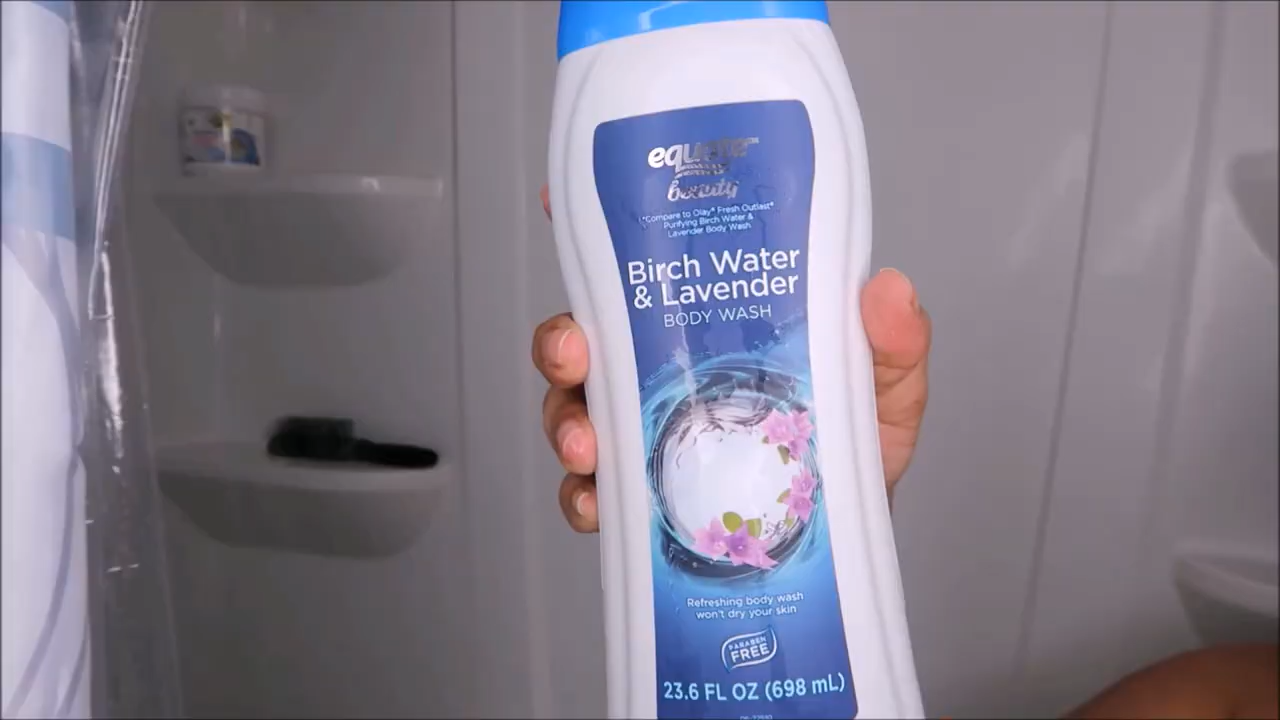 equate™
beauty
*Compare to Olay® Fresh Outlast®
Purifying Birch Water &
Lavender Body Wash
Birch Water
& Lavender
BODY WASH
Refreshing body wash
won't dry your skin
PARABEN
FREE
23.6 FL OZ (698 mL)